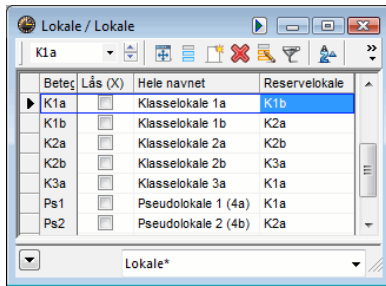 Lokale / Lokale
K1a
Beteg Lås (X) Hele navnet Reservelokale
K1a Klasselokale 1a K1b
K1b Klasselokale 1b K2a
K2a Klasselokale 2a K2b
K2b Klasselokale 2b K3a
K3a Klasselokale 3a K1a
Ps1 Pseudolokale 1 (4a) K1a
Ps2 Pseudolokale 2 (4b) K2a
Lokale*